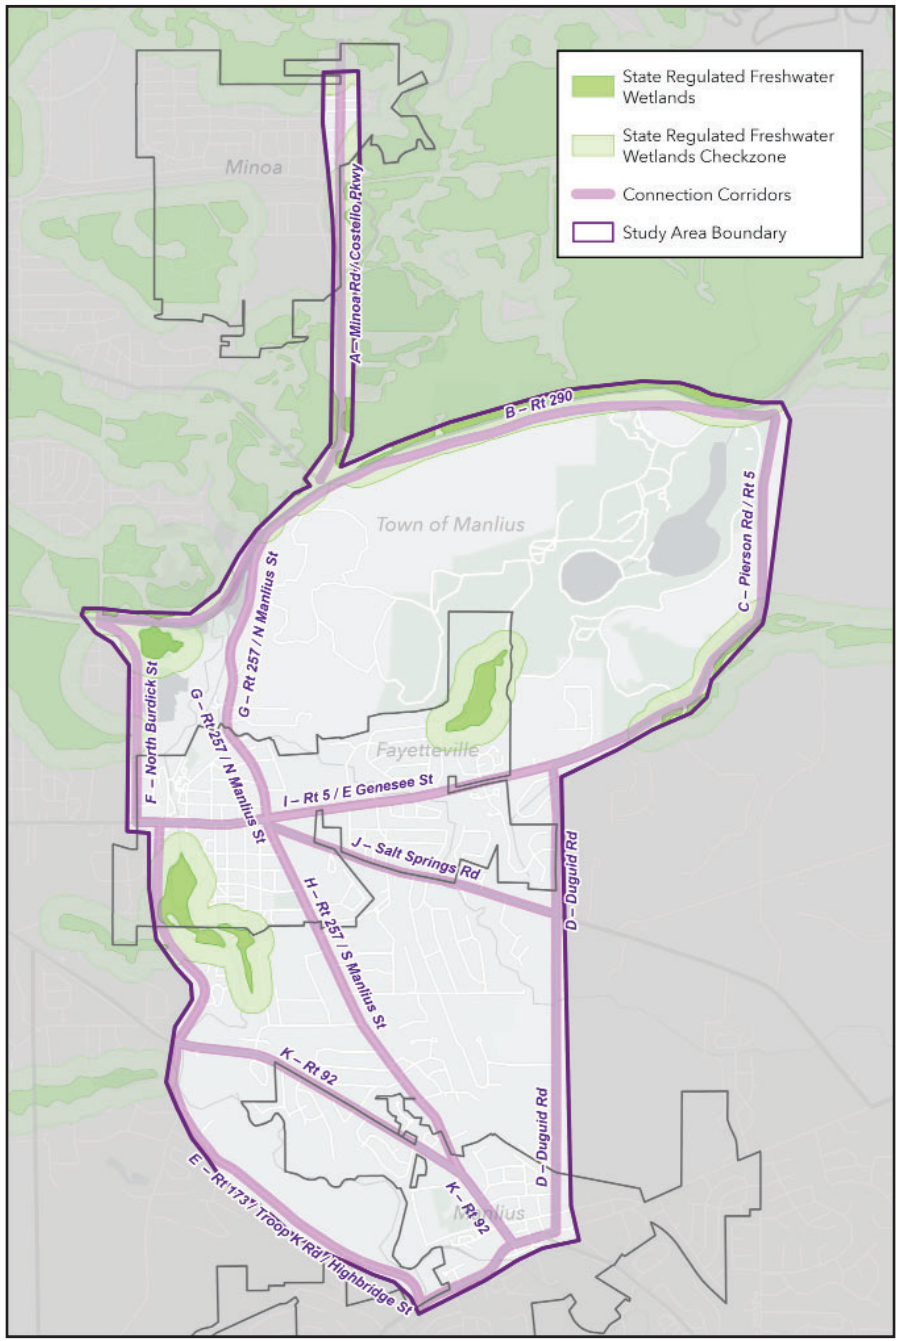 State Regulated Freshwater
Wetlands
State Regulated Freshwater
Wetlands Checkzone
Connection Corridors
Study Area Boundary
Minoa
A – Minoa Rd / Costello Pkwy
B – Rt 290
Town of Manlius
C – Pierson Rd / Rt 5
G – Rt 257 / N Manlius St
F – North Burdick St
G – Rt 257 / N Manlius St
Fayetteville
I – Rt 5 / E Genesee St
J – Salt Springs Rd
D – Duguid Rd
H – Rt 257 / S Manlius St
K – Rt 92
D – Duguid Rd
E – Rt 173 / Troop K Rd / Highbridge St
K – Rt 92
Manlius